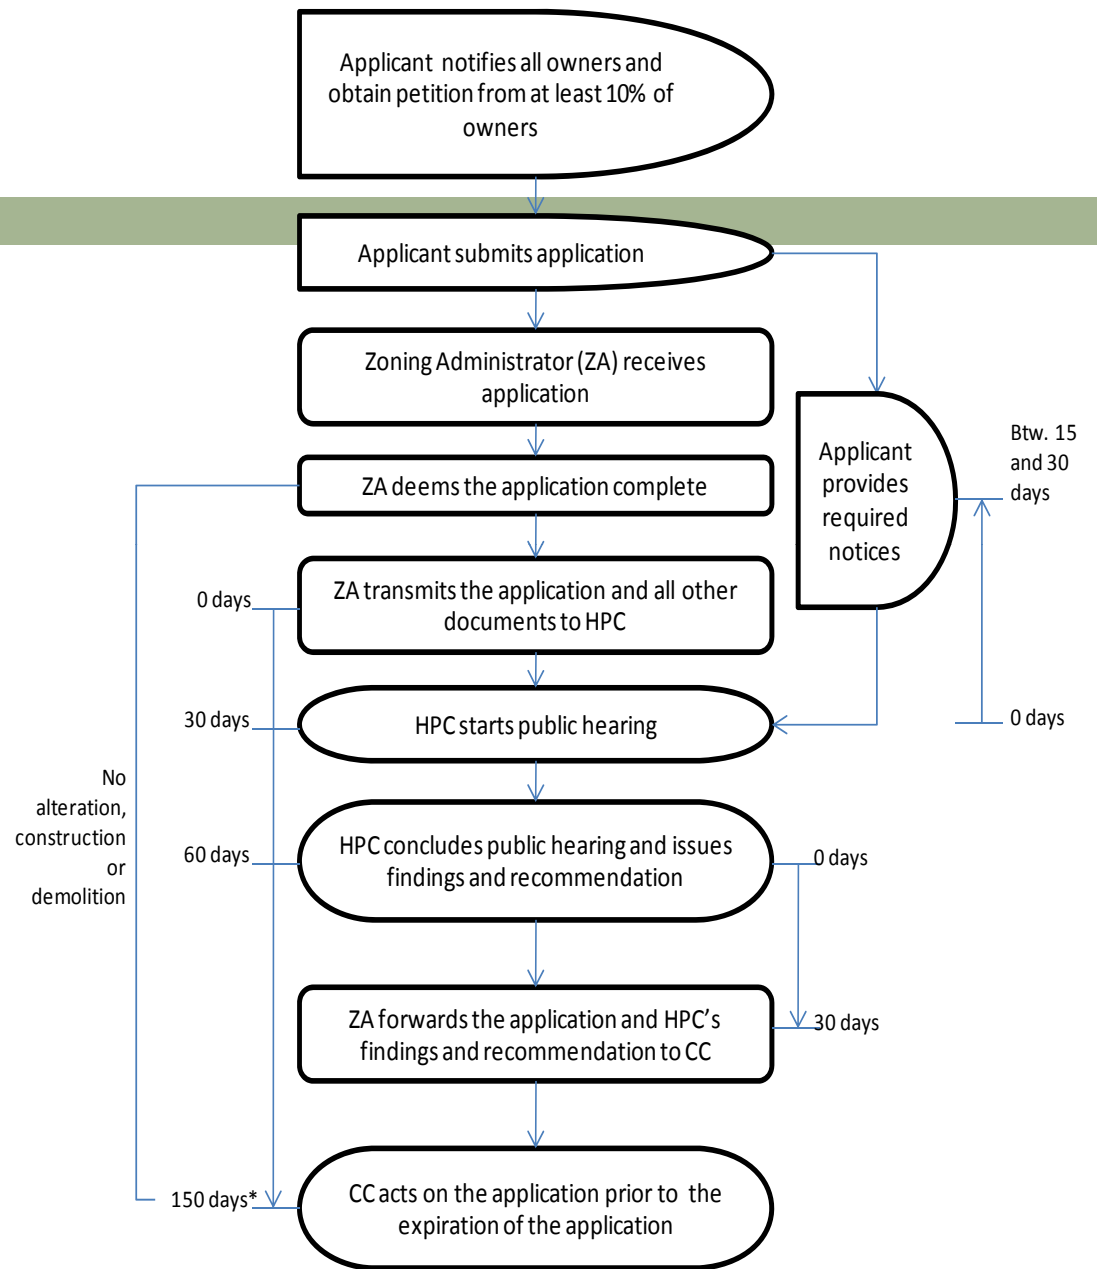 Applicant notifies all owners and
obtain petition from at least 10% of
owners
Applicant submits application
Zoning Administrator (ZA) receives
application
Applicant
provides
required
notices
Btw. 15
and 30
days
ZA deems the application complete
0 days
ZA transmits the application and all other
documents to HPC
30 days
HPC starts public hearing
0 days
No
alteration,
construction
or
demolition
60 days
HPC concludes public hearing and issues
findings and recommendation
0 days
ZA forwards the application and HPC's
findings and recommendation to CC
30 days
150 days*
CC acts on the application prior to the
expiration of the application